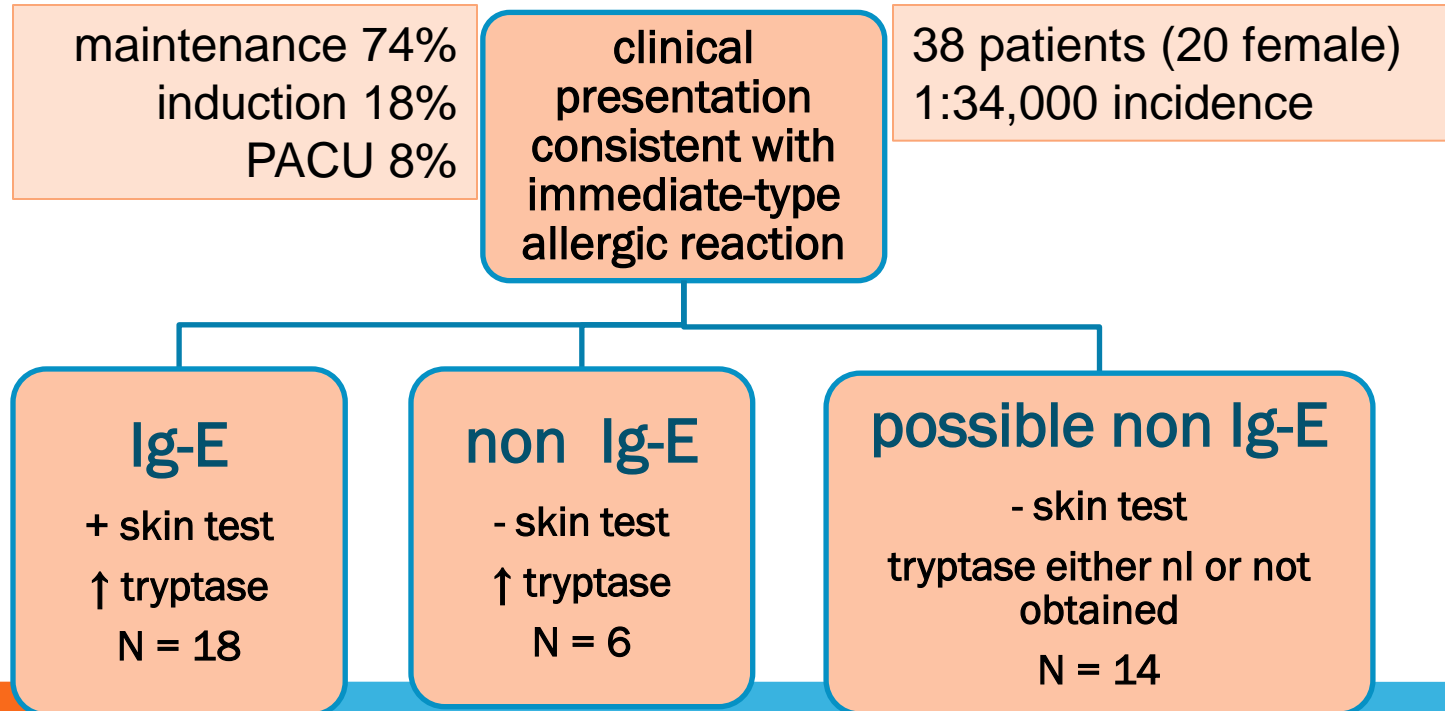 maintenance 74%
induction 18%
PACU 8%
clinical
presentation
consistent with
immediate-type
allergic reaction
38 patients (20 female)
1:34,000 incidence
Ig-E
+ skin test
↑ tryptase
N = 18
non Ig-E
- skin test
↑ tryptase
N = 6
possible non Ig-E
- skin test
tryptase either nl or not
obtained
N = 14